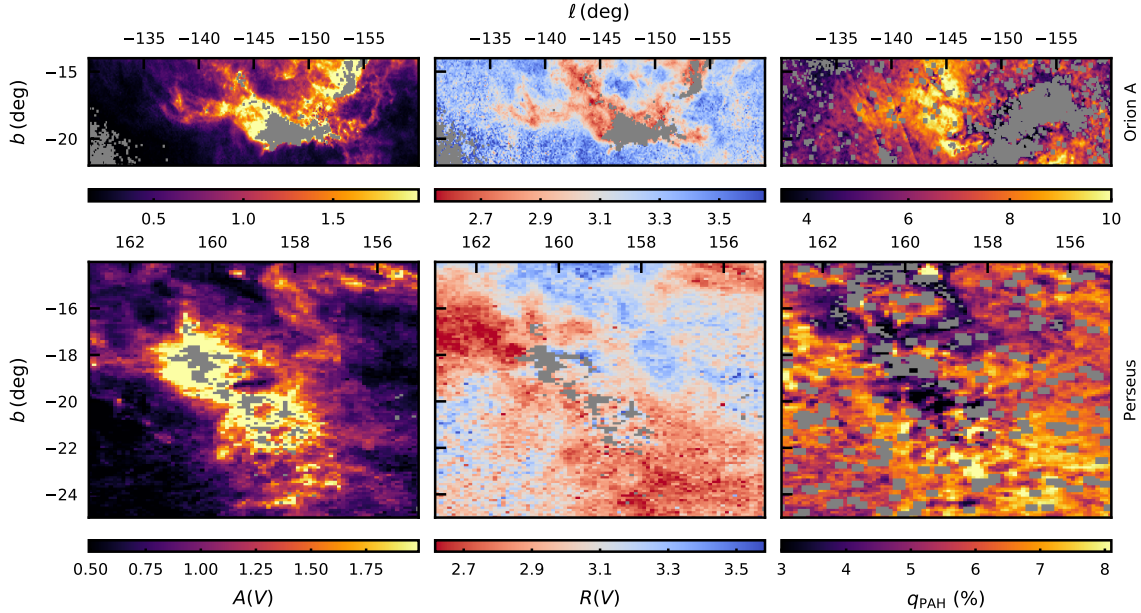 ℓ (deg)
−135 −140 −145 −150 −155 −135 −140 −145 −150 −155 −135 −140 −145 −150 −155
b (deg)
−15
−20
Orion A
0.5 1.0 1.5 2.7 2.9 3.1 3.3 3.5 4 6 8 10
162 160 158 156 162 160 158 156 162 160 158 156
b (deg)
−16
−18
−20
−22
−24
Perseus
0.50 0.75 1.00 1.25 1.50 1.75 2.7 2.9 3.1 3.3 3.5 3 4 5 6 7 8
A(V) R(V) qPAH (%)